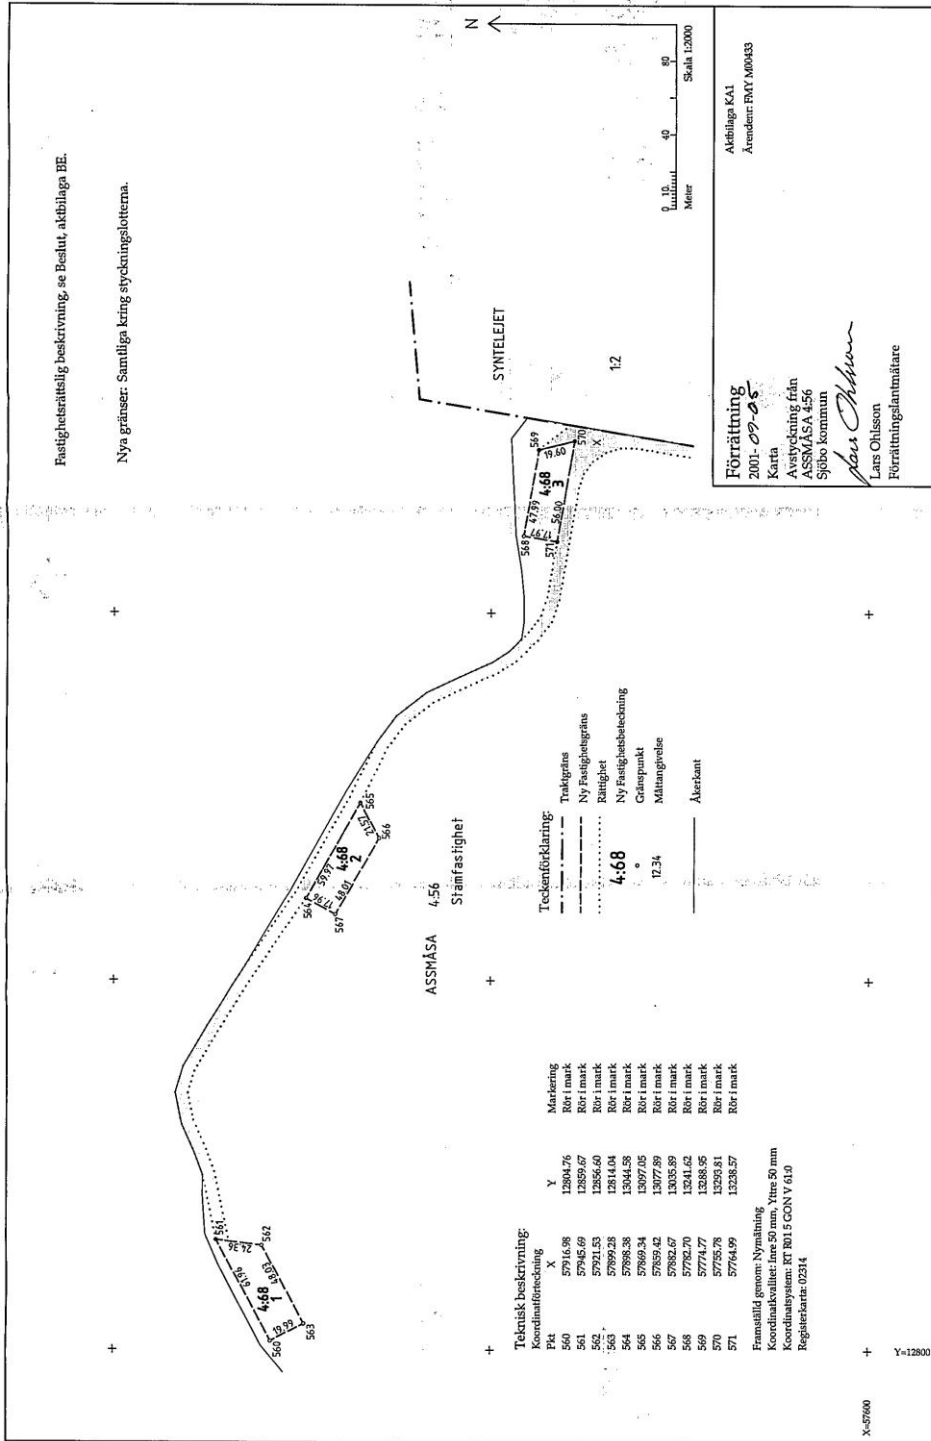 Fastighetsrättslig beskrivning, se Beslut, aktbilaga BE.
Nya gränser: Samtliga kring styckningslotterna.
N
SYNTELEJET
1:2
0 10 40 80
Meter Skala 1:2000
560
561
562
563
61.96
24.36
48.03
19.99
4:68
1
564
565
566
567
59.97
21.57
48.01
17.96
4:68
2
568
569
570
571
47.99
19.60
56.00
17.97
4:68
3
X
ASSMÅSA 4:56
Stamfastighet
Teckenförklaring:
Traktgräns
Ny Fastighetsgräns
Rättighet
4:68 Ny Fastighetsbeteckning
Gränspunkt
12.34 Måttangivelse
Åkerkant
Teknisk beskrivning:
Koordinatförteckning
Pkt X Y Markering
560 57916.98 12804.76 Rör i mark
561 57945.69 12859.67 Rör i mark
562 57921.53 12856.60 Rör i mark
563 57899.28 12814.04 Rör i mark
564 57898.38 13044.58 Rör i mark
565 57869.34 13097.05 Rör i mark
566 57859.42 13077.89 Rör i mark
567 57882.67 13035.89 Rör i mark
568 57782.70 13241.62 Rör i mark
569 57774.77 13288.95 Rör i mark
570 57755.78 13293.81 Rör i mark
571 57764.99 13238.57 Rör i mark
Framställd genom: Nymätning
Koordinatkvalitet: Inre 50 mm, Yttre 50 mm
Koordinatsystem: RT R01 5 GON V 61:0
Registerkarta: 02314
X=57600
Y=12800
Förrättning
2001-09-05
Karta
Avstyckning från
ASSMÅSA 4:56
Sjöbo kommun
Lars Ohlsson
Lars Ohlsson
Förrättningslantmätare
Aktbilaga KA1
Ärendenr: FMY M00433